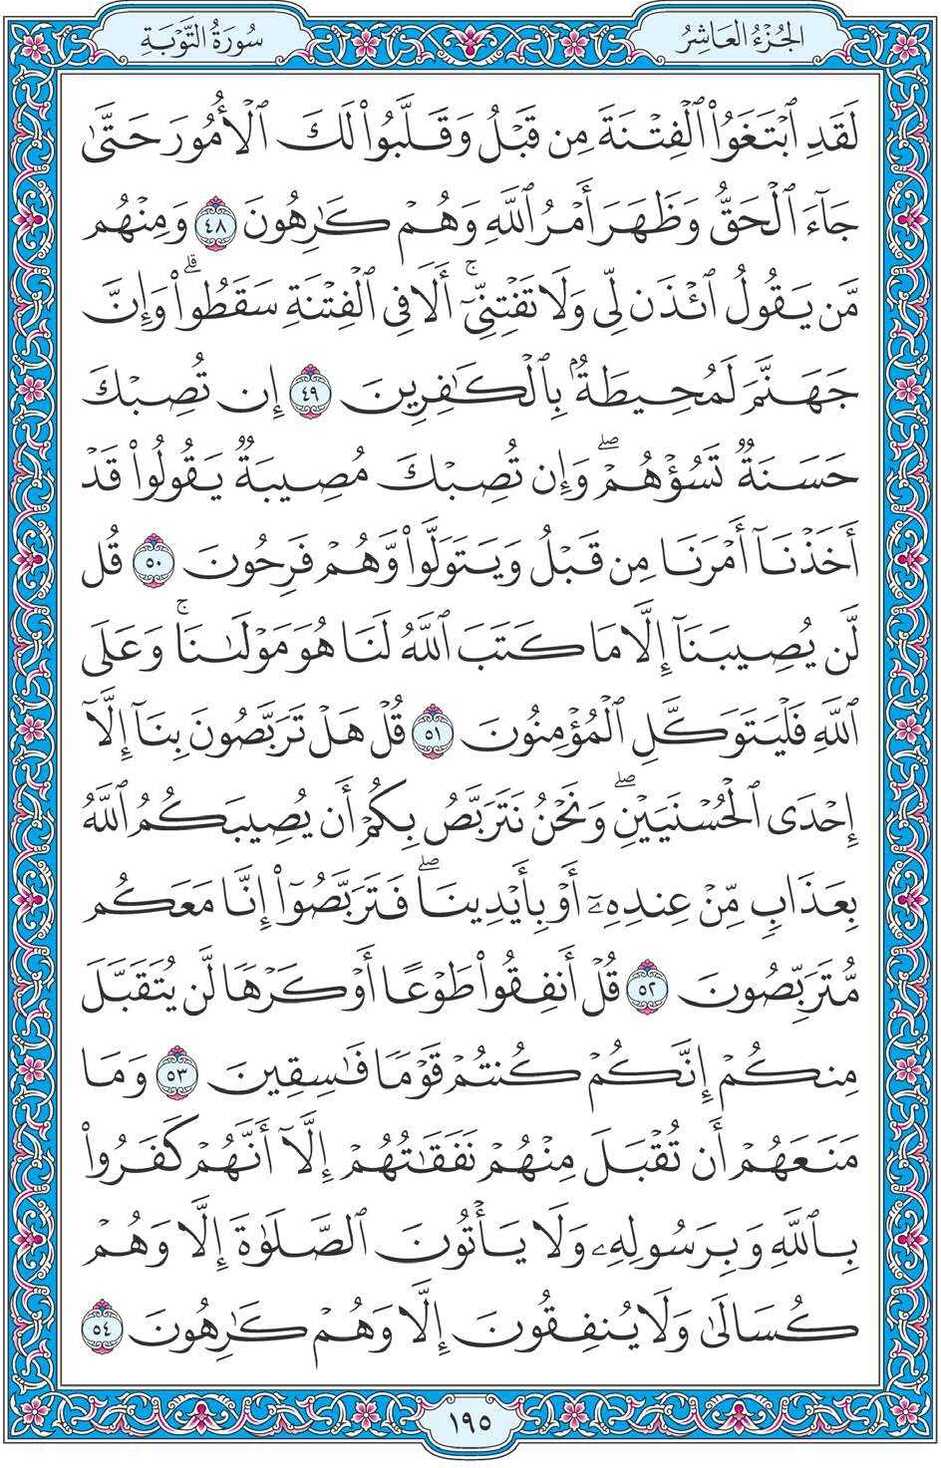 الجُزْءُ العَاشِرُ
سُورَةُ التَّوْبَةِ
لَقَدِ ٱبْتَغَوُا۟ ٱلْفِتْنَةَ مِن قَبْلُ وَقَلَّبُوا۟ لَكَ ٱلْأُمُورَ حَتَّىٰ
جَآءَ ٱلْحَقُّ وَظَهَرَ أَمْرُ ٱللَّهِ وَهُمْ كَٰرِهُونَ ٤٨ وَمِنْهُم
مَّن يَقُولُ ٱئْذَن لِّى وَلَا تَفْتِنِّىٓ ۚ أَلَا فِى ٱلْفِتْنَةِ سَقَطُوا۟ ۗ وَإِنَّ
جَهَنَّمَ لَمُحِيطَةٌۢ بِٱلْكَٰفِرِينَ ٤٩ إِن تُصِبْكَ
حَسَنَةٌ تَسُؤْهُمْ ۖ وَإِن تُصِبْكَ مُصِيبَةٌ يَقُولُوا۟ قَدْ
أَخَذْنَآ أَمْرَنَا مِن قَبْلُ وَيَتَوَلَّوا۟ وَّهُمْ فَرِحُونَ ٥٠ قُل
لَّن يُصِيبَنَآ إِلَّا مَا كَتَبَ ٱللَّهُ لَنَا هُوَ مَوْلَىٰنَا ۚ وَعَلَى
ٱللَّهِ فَلْيَتَوَكَّلِ ٱلْمُؤْمِنُونَ ٥١ قُلْ هَلْ تَرَبَّصُونَ بِنَآ إِلَّآ
إِحْدَى ٱلْحُسْنَيَيْنِ ۖ وَنَحْنُ نَتَرَبَّصُ بِكُمْ أَن يُصِيبَكُمُ ٱللَّهُ
بِعَذَابٍ مِّنْ عِندِهِۦٓ أَوْ بِأَيْدِينَا ۖ فَتَرَبَّصُوٓا۟ إِنَّا مَعَكُم
مُّتَرَبِّصُونَ ٥٢ قُلْ أَنفِقُوا۟ طَوْعًا أَوْ كَرْهًا لَّن يُتَقَبَّلَ
مِنكُمْ إِنَّكُمْ كُنتُمْ قَوْمًا فَٰسِقِينَ ٥٣ وَمَا
مَنَعَهُمْ أَن تُقْبَلَ مِنْهُمْ نَفَقَٰتُهُمْ إِلَّآ أَنَّهُمْ كَفَرُوا۟
بِٱللَّهِ وَبِرَسُولِهِۦ وَلَا يَأْتُونَ ٱلصَّلَوٰةَ إِلَّا وَهُمْ
كُسَالَىٰ وَلَا يُنفِقُونَ إِلَّا وَهُمْ كَٰرِهُونَ ٥٤
١٩٥